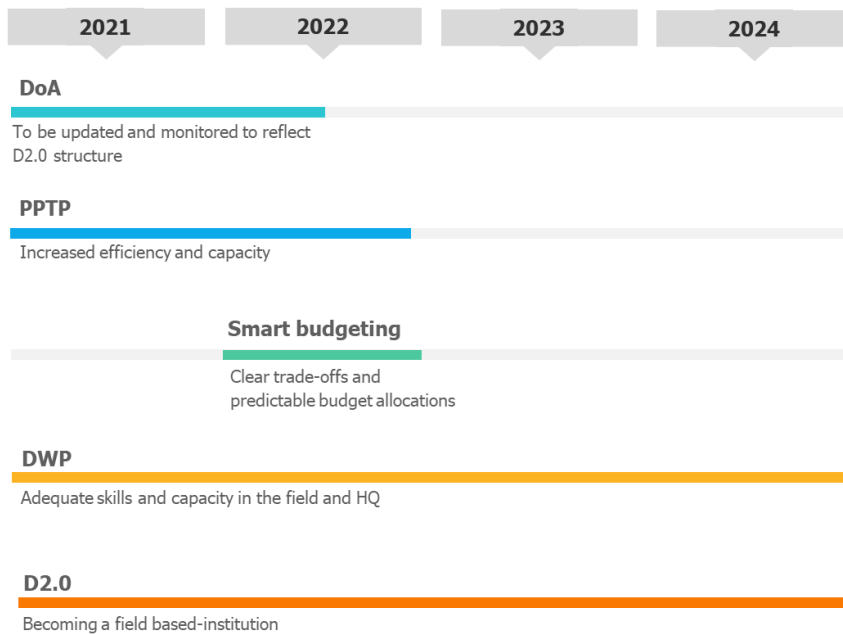 2021 2022 2023 2024
DoA
To be updated and monitored to reflect
D2.0 structure
PPTP
Increased efficiency and capacity
Smart budgeting
Clear trade-offs and
predictable budget allocations
DWP
Adequate skills and capacity in the field and HQ
D2.0
Becoming a field based-institution